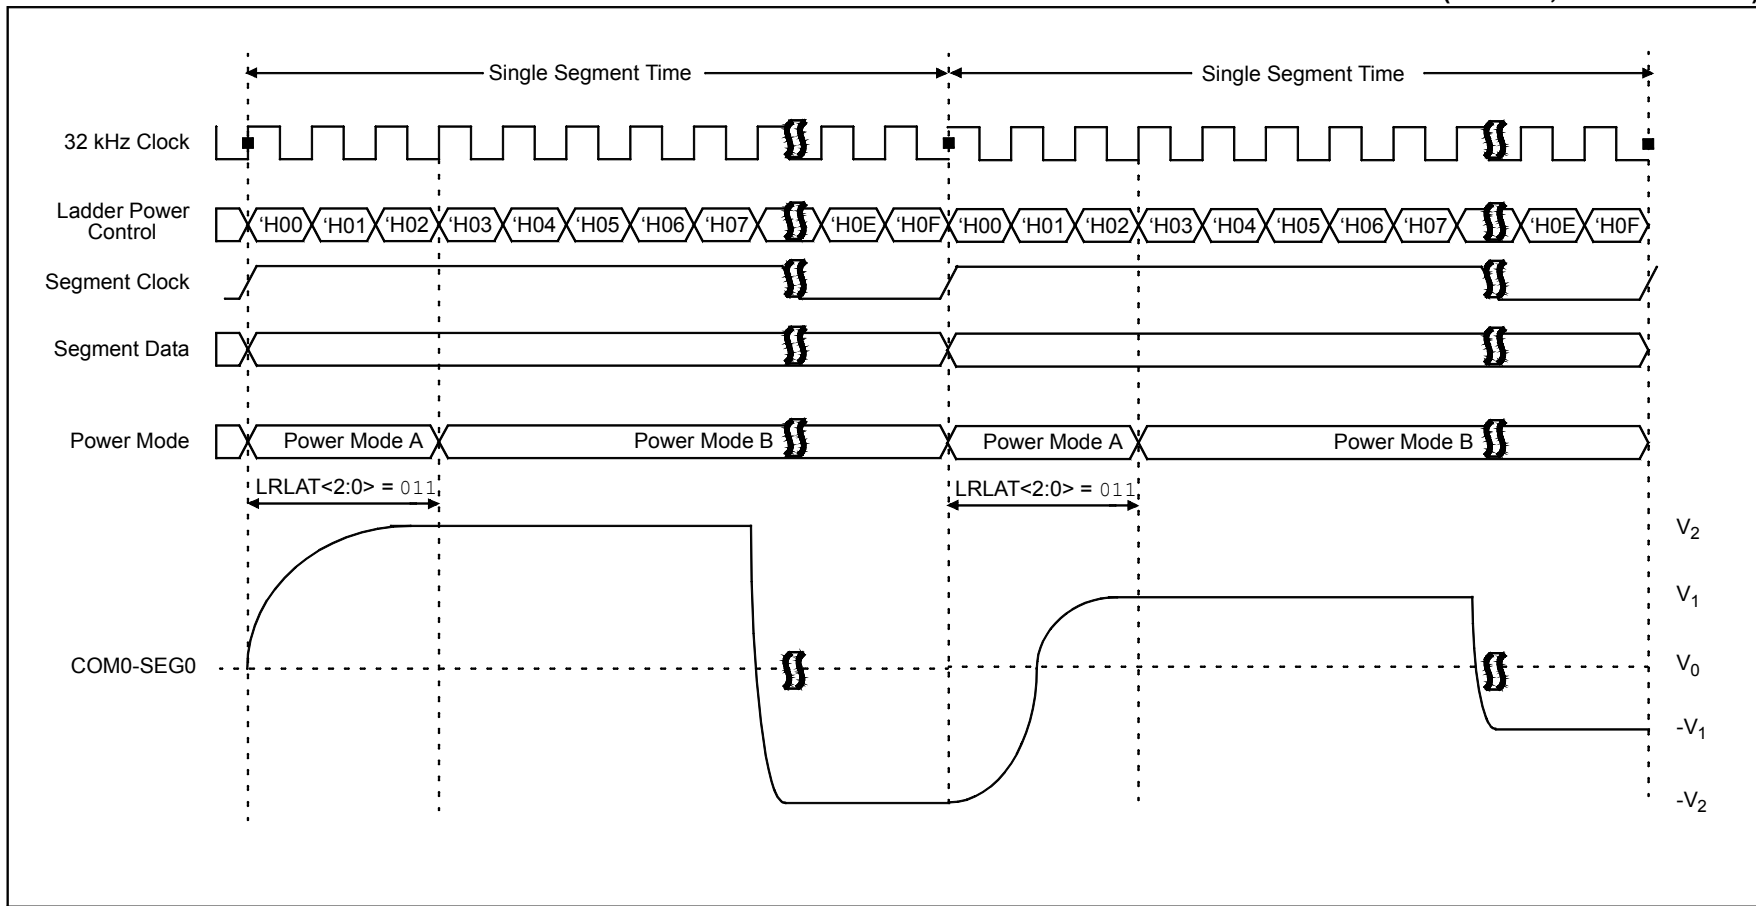 Single Segment Time Single Segment Time
32 kHz Clock
Ladder Power
Control
‘H00 ‘H01 ‘H02 ‘H03 ‘H04 ‘H05 ‘H06 ‘H07 ‘H0E ‘H0F ‘H00 ‘H01 ‘H02 ‘H03 ‘H04 ‘H05 ‘H06 ‘H07 ‘H0E ‘H0F
Segment Clock
Segment Data
Power Mode Power Mode A Power Mode B Power Mode A Power Mode B
LRLAT<2:0> = 011 LRLAT<2:0> = 011
V2
V1
COM0-SEG0 V0
-V1
-V2